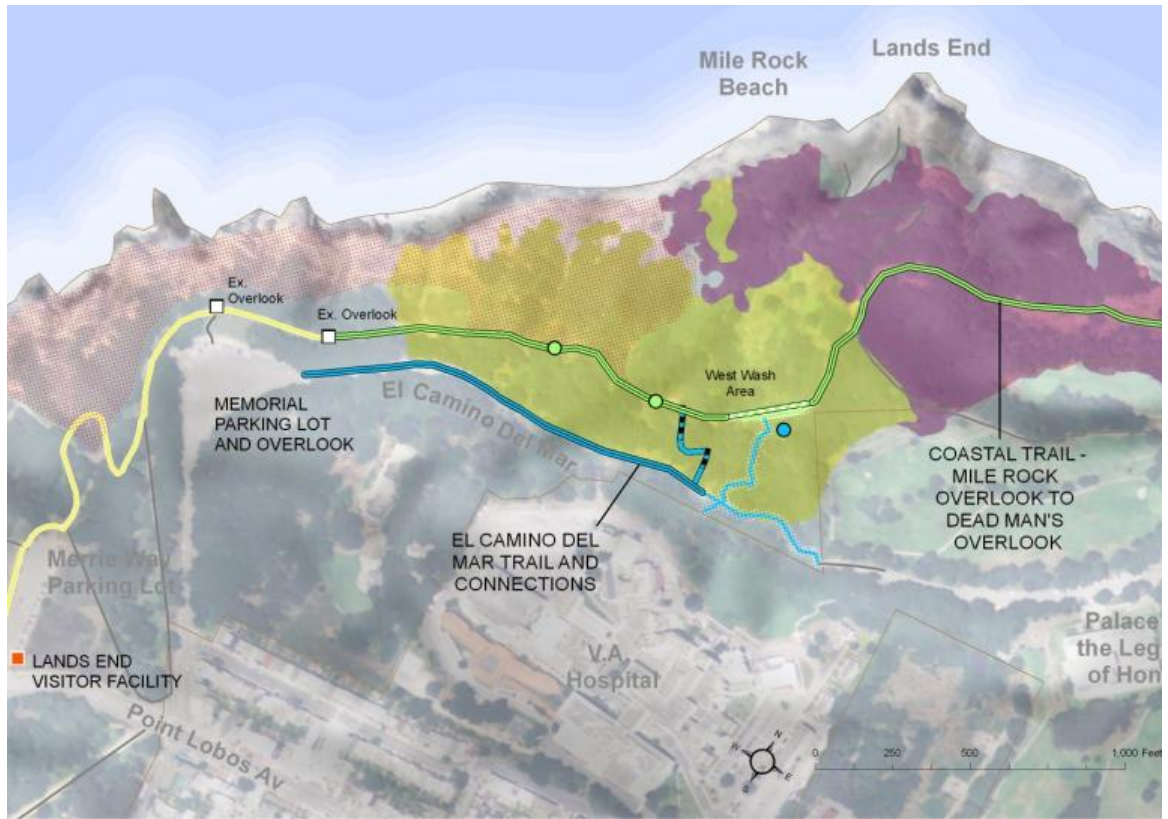 Lands End
Mile Rock
Beach
Ex.
Overlook
Ex. Overlook
West Wash
Area
MEMORIAL
PARKING LOT
AND OVERLOOK
El Camino Del Mar
COASTAL TRAIL -
MILE ROCK
OVERLOOK TO
DEAD MAN'S
OVERLOOK
EL CAMINO DEL
MAR TRAIL AND
CONNECTIONS
Merrie Way
Parking Lot
LANDS END
VISITOR FACILITY
V.A.
Hospital
Palace
the Leg
of Hon
Point Lobos Av
N
W
E
S
0
250
500
1,000 Feet